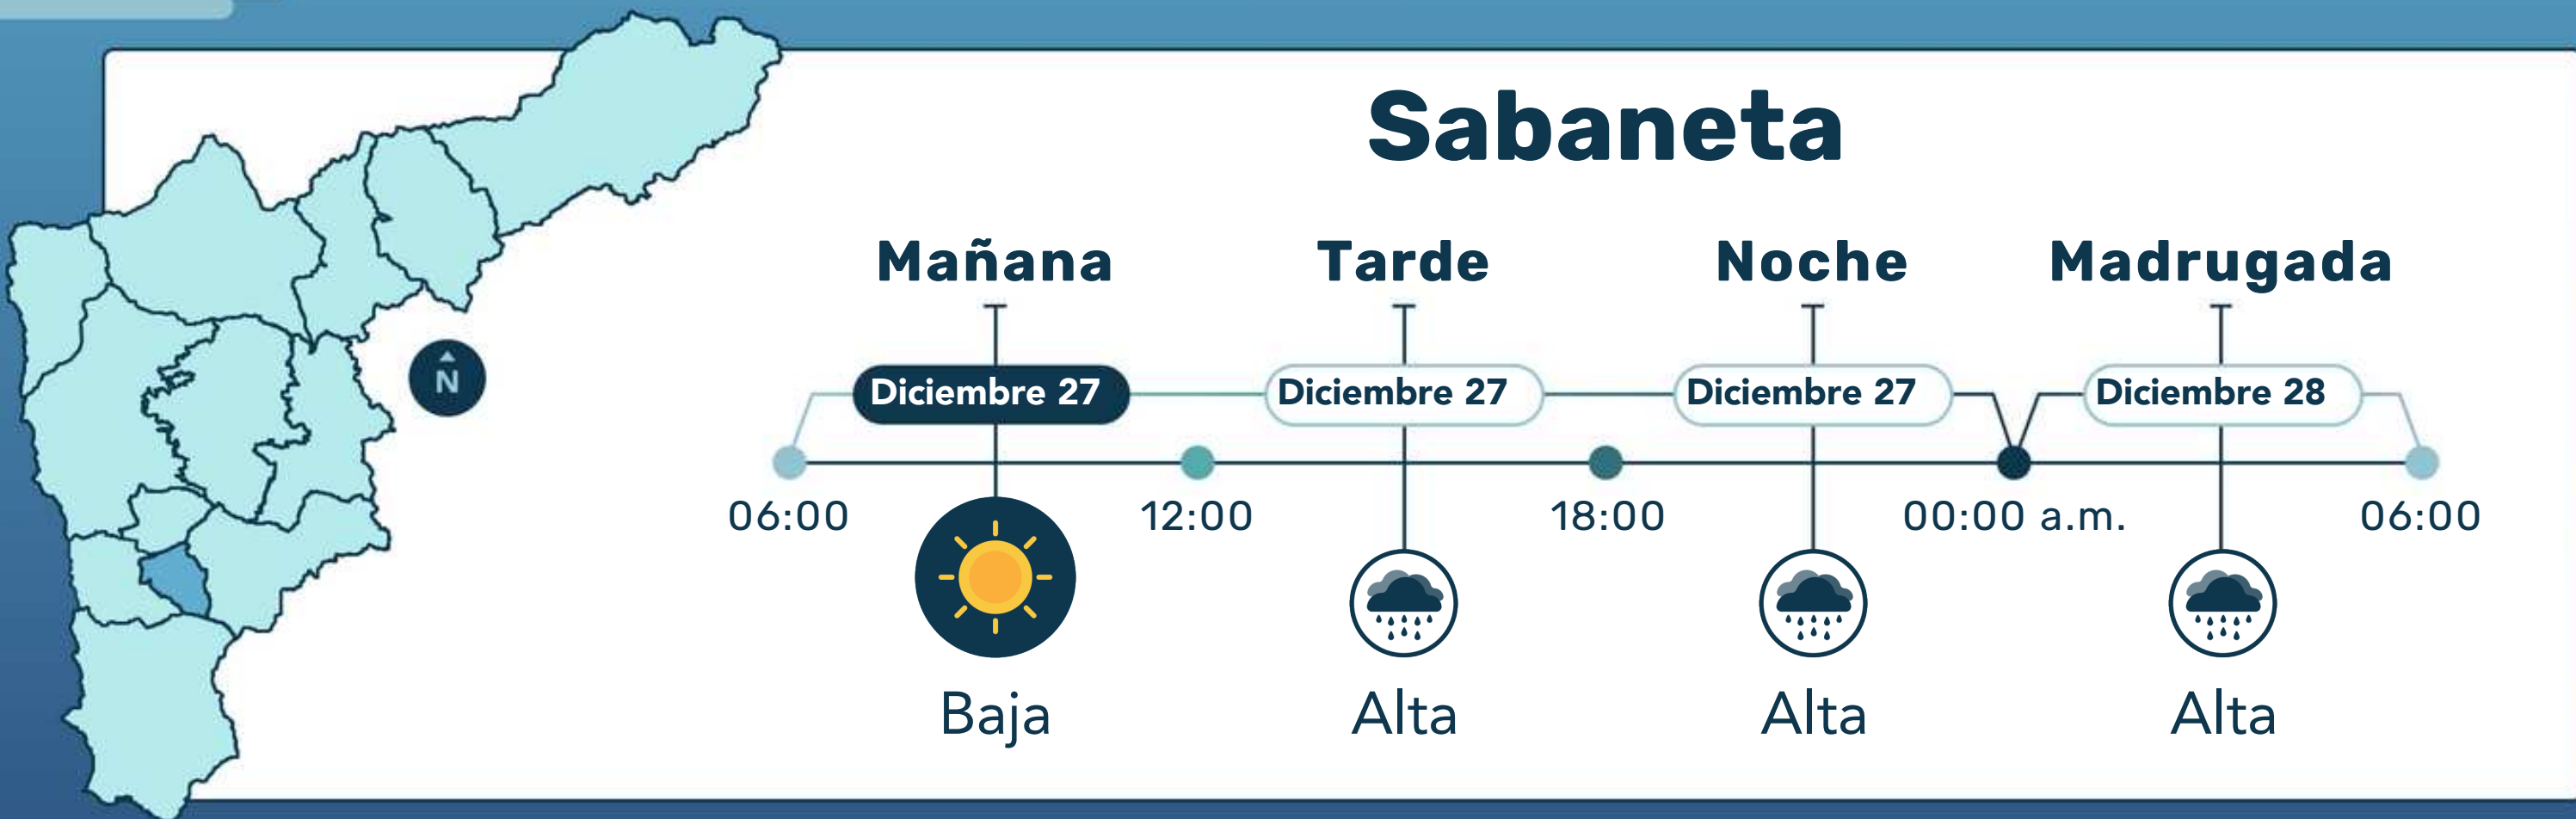 Sabaneta
Mañana Tarde Noche Madrugada
Diciembre 27 Diciembre 27 Diciembre 27 Diciembre 28
N
06:00 12:00 18:00 00:00 a.m. 06:00
Baja Alta Alta Alta